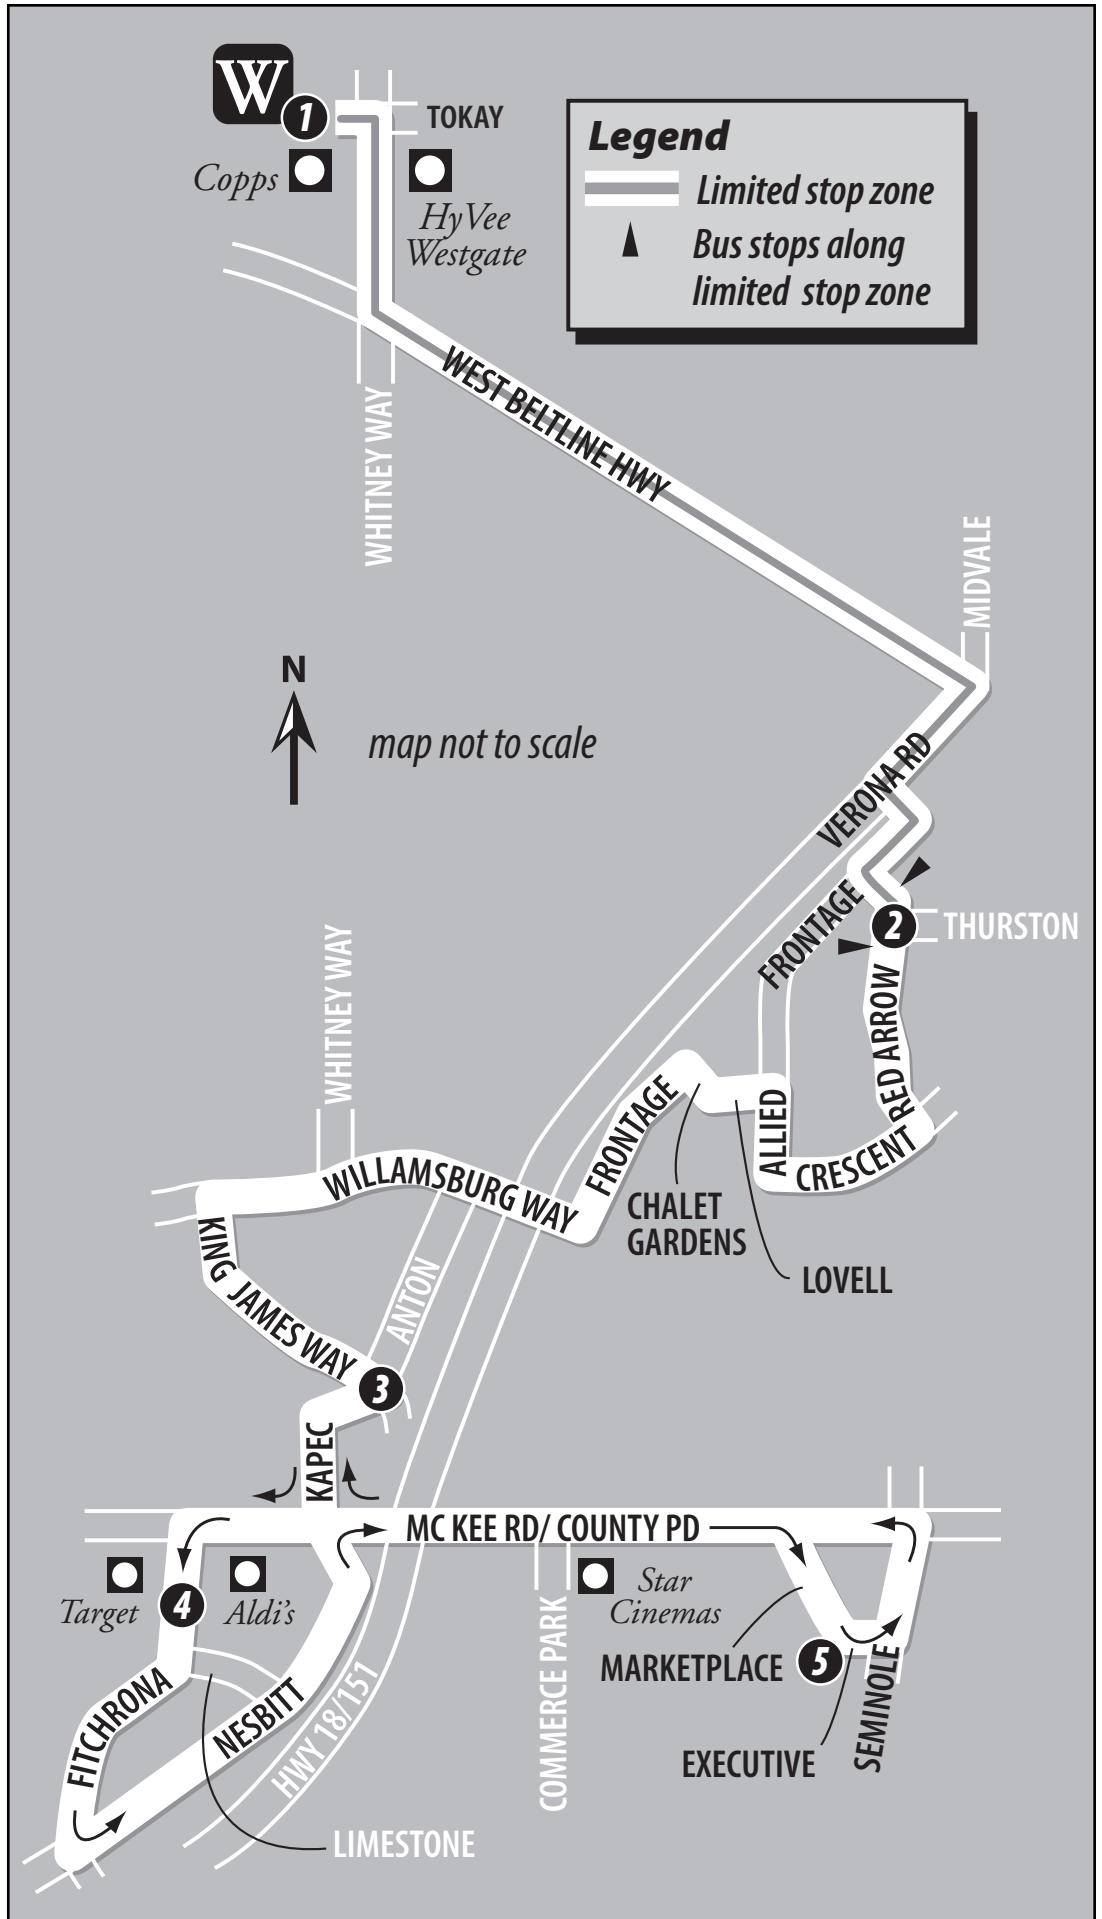 W
1
TOKAY
Copps
HyVee
Westgate
Legend
Limited stop zone
Bus stops along
limited stop zone
WEST BELTLINE HWY
WHITNEY WAY
MIDVALE
N
map not to scale
VERONA RD
FRONTAGE
2
THURSTON
WHITNEY WAY
RED ARROW
FRONTAGE
ALLIED
CRESCENT
WILLAMSBURG WAY
CHALET
GARDENS
LOVELL
KING JAMES WAY
ANTON
3
KAPEC
MC KEE RD/ COUNTY PD
Target
4
Aldi's
Star
Cinemas
COMMERCE PARK
MARKETPLACE
5
SEMINOLE
EXECUTIVE
FITCHRONA
NESBITT
HWY 18/151
LIMESTONE